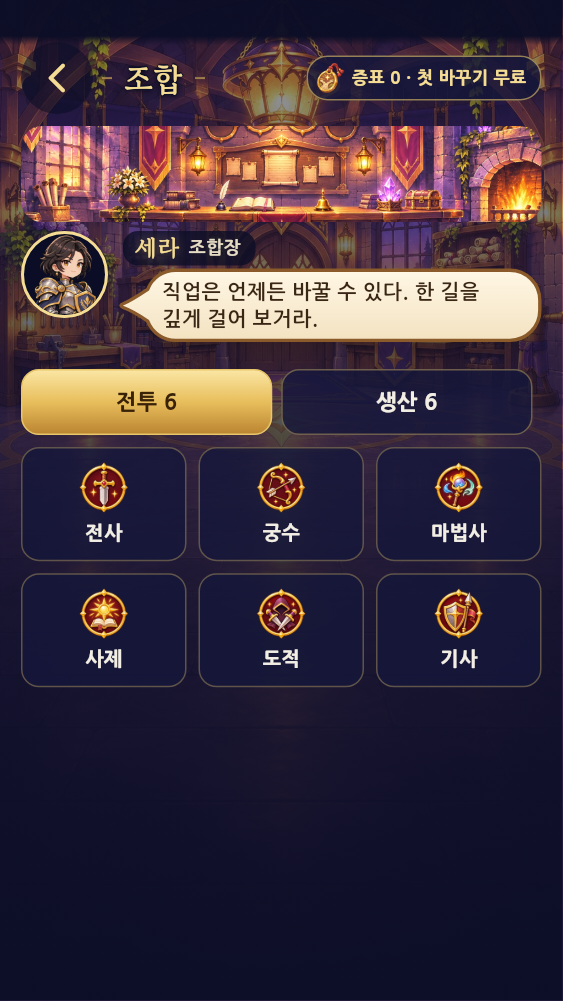 조합
증표 0 · 첫 바꾸기 무료
세라 조합장
직업은 언제든 바꿀 수 있다. 한 길을
깊게 걸어 보거라.
전투 6
생산 6
전사
궁수
마법사
사제
도적
기사